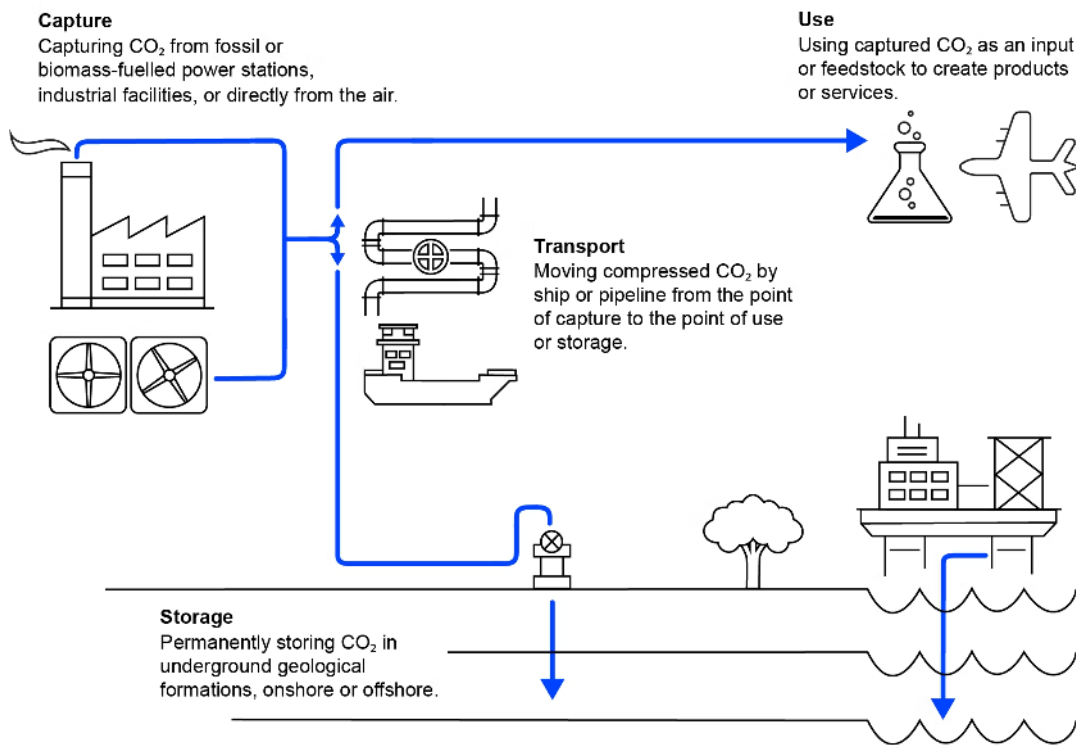 Capture
Capturing CO₂ from fossil or
biomass-fuelled power stations,
industrial facilities, or directly from the air.
Use
Using captured CO₂ as an input
or feedstock to create products
or services.
Transport
Moving compressed CO₂ by
ship or pipeline from the point
of capture to the point of use
or storage.
Storage
Permanently storing CO₂ in
underground geological
formations, onshore or offshore.